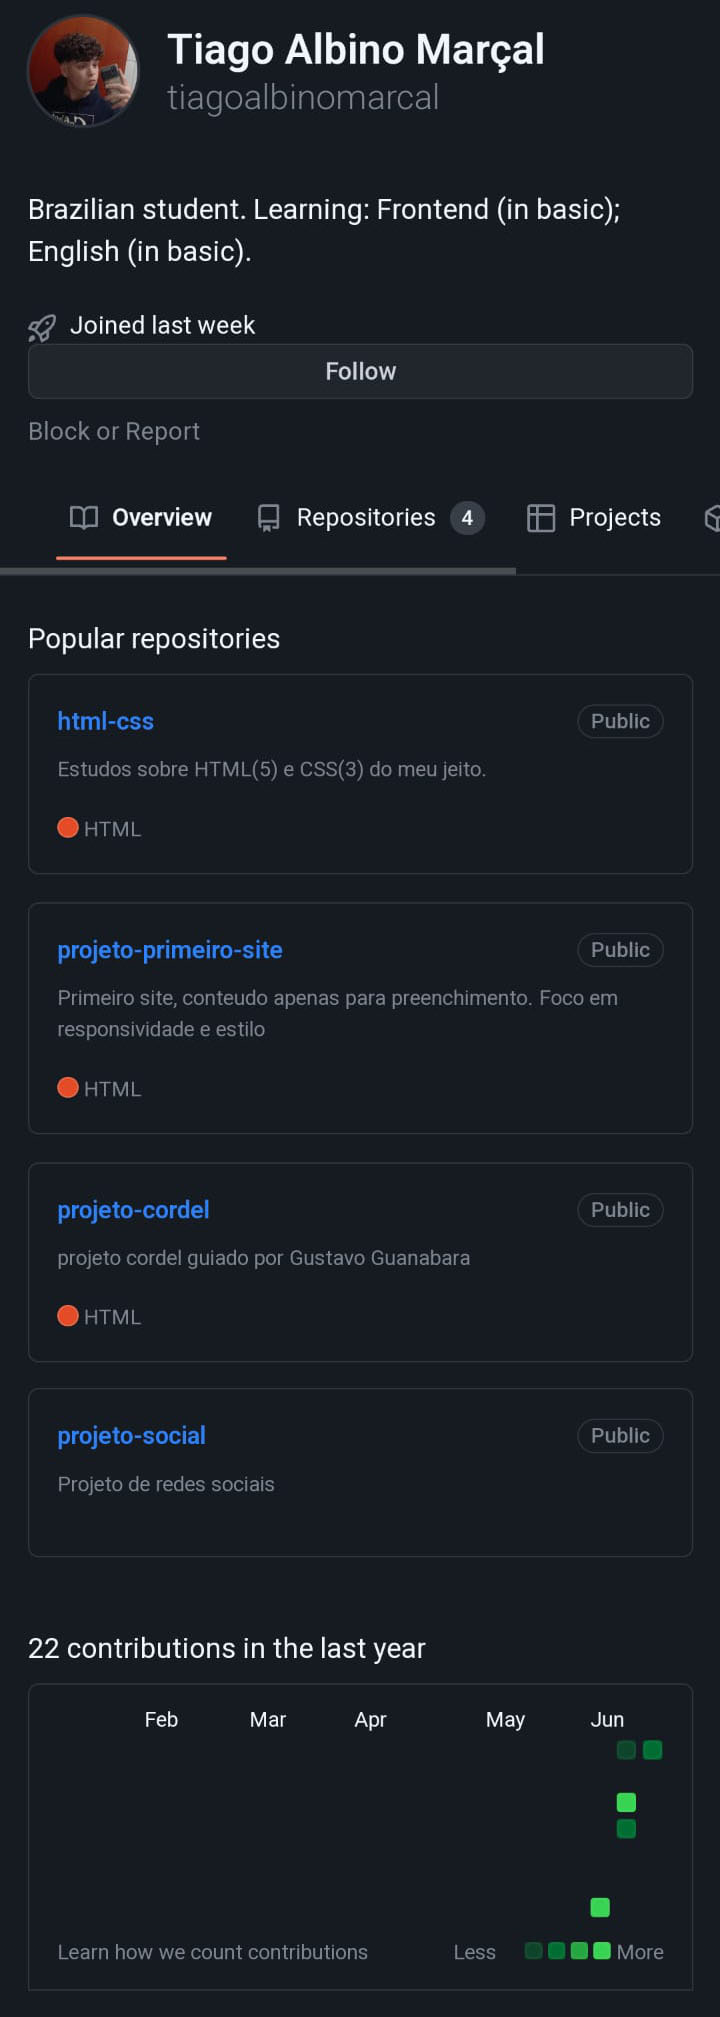 Tiago Albino Marçal
tiagoalbinomarcal
Brazilian student. Learning: Frontend (in basic);
English (in basic).
Joined last week
Follow
Block or Report
Overview Repositories 4 Projects
Popular repositories
html-css Public
Estudos sobre HTML(5) e CSS(3) do meu jeito.
HTML
projeto-primeiro-site Public
Primeiro site, conteudo apenas para preenchimento. Foco em
responsividade e estilo
HTML
projeto-cordel Public
projeto cordel guiado por Gustavo Guanabara
HTML
projeto-social Public
Projeto de redes sociais
22 contributions in the last year
Feb Mar Apr May Jun
Learn how we count contributions Less More